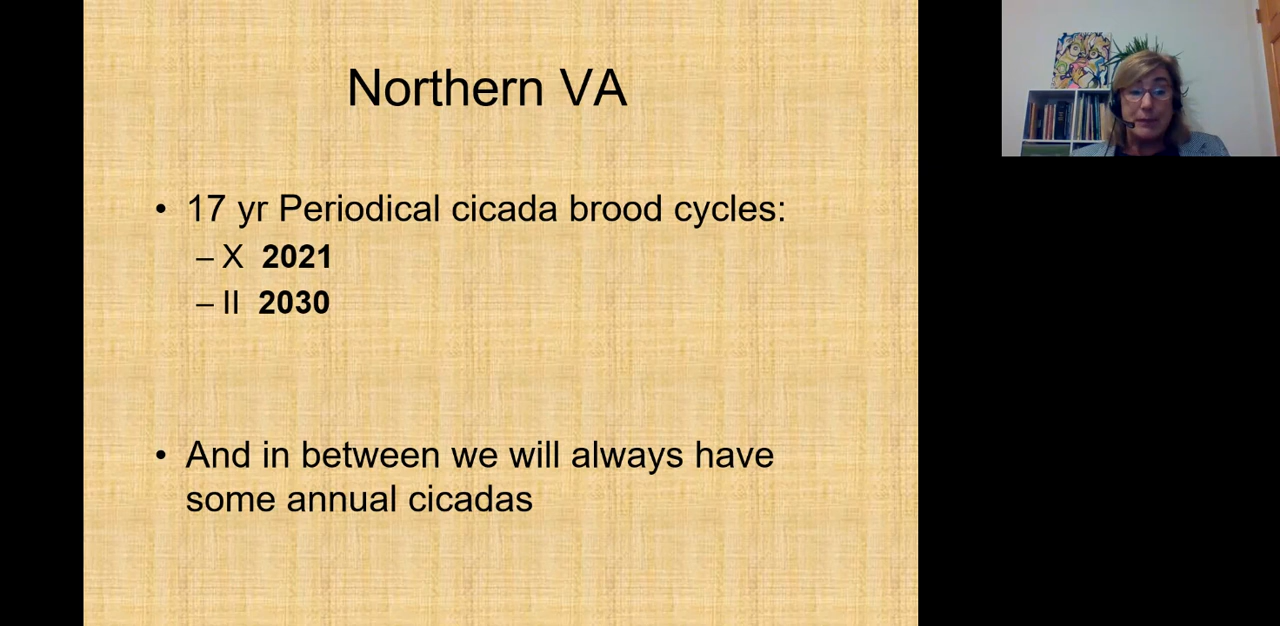 Northern VA
• 17 yr Periodical cicada brood cycles:
– X 2021
– II 2030
• And in between we will always have
some annual cicadas